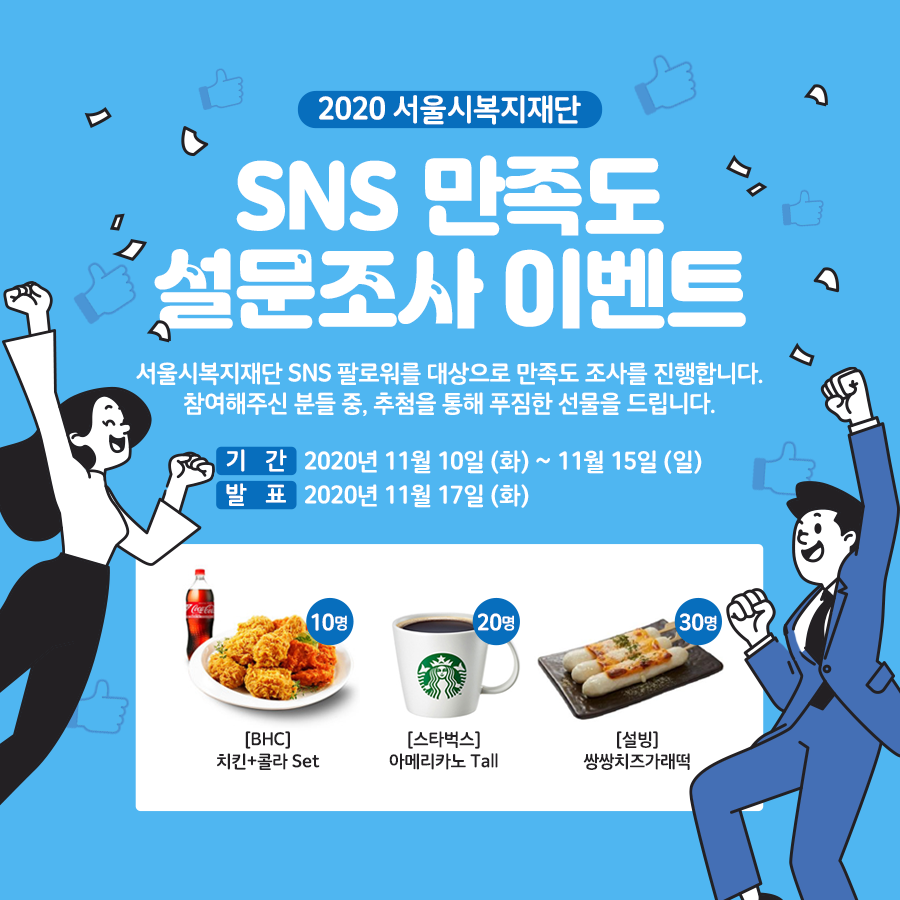 2020 서울시복지재단
SNS 만족도
설문조사 이벤트
서울시복지재단 SNS 팔로워를 대상으로 만족도 조사를 진행합니다.
참여해주신 분들 중, 추첨을 통해 푸짐한 선물을 드립니다.
기 간 2020년 11월 10일 (화) ~ 11월 15일 (일)
발 표 2020년 11월 17일 (화)
10명
20명
30명
Coca-Cola
[BHC]
치킨+콜라 Set
[스타벅스]
아메리카노 Tall
[설빙]
쌍쌍치즈가래떡